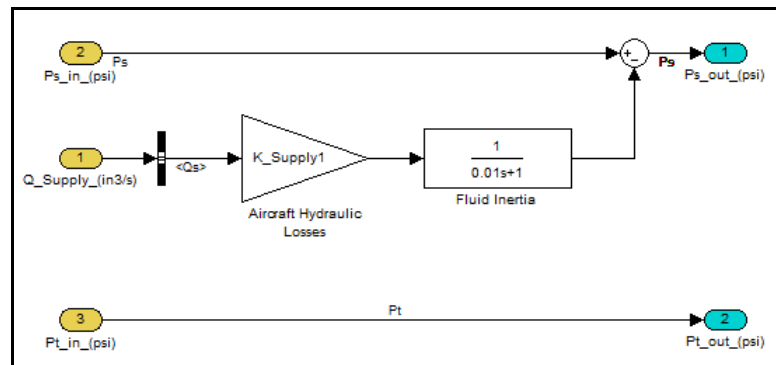 2
Ps
Ps_in_(psi)
+
-
Ps
1
Ps_out_(psi)
1
Q_Supply_(in3/s)
<Qs>
K_Supply1
Aircraft Hydraulic
Losses
1
0.01s+1
Fluid Inertia
3
Pt_in_(psi)
Pt
2
Pt_out_(psi)